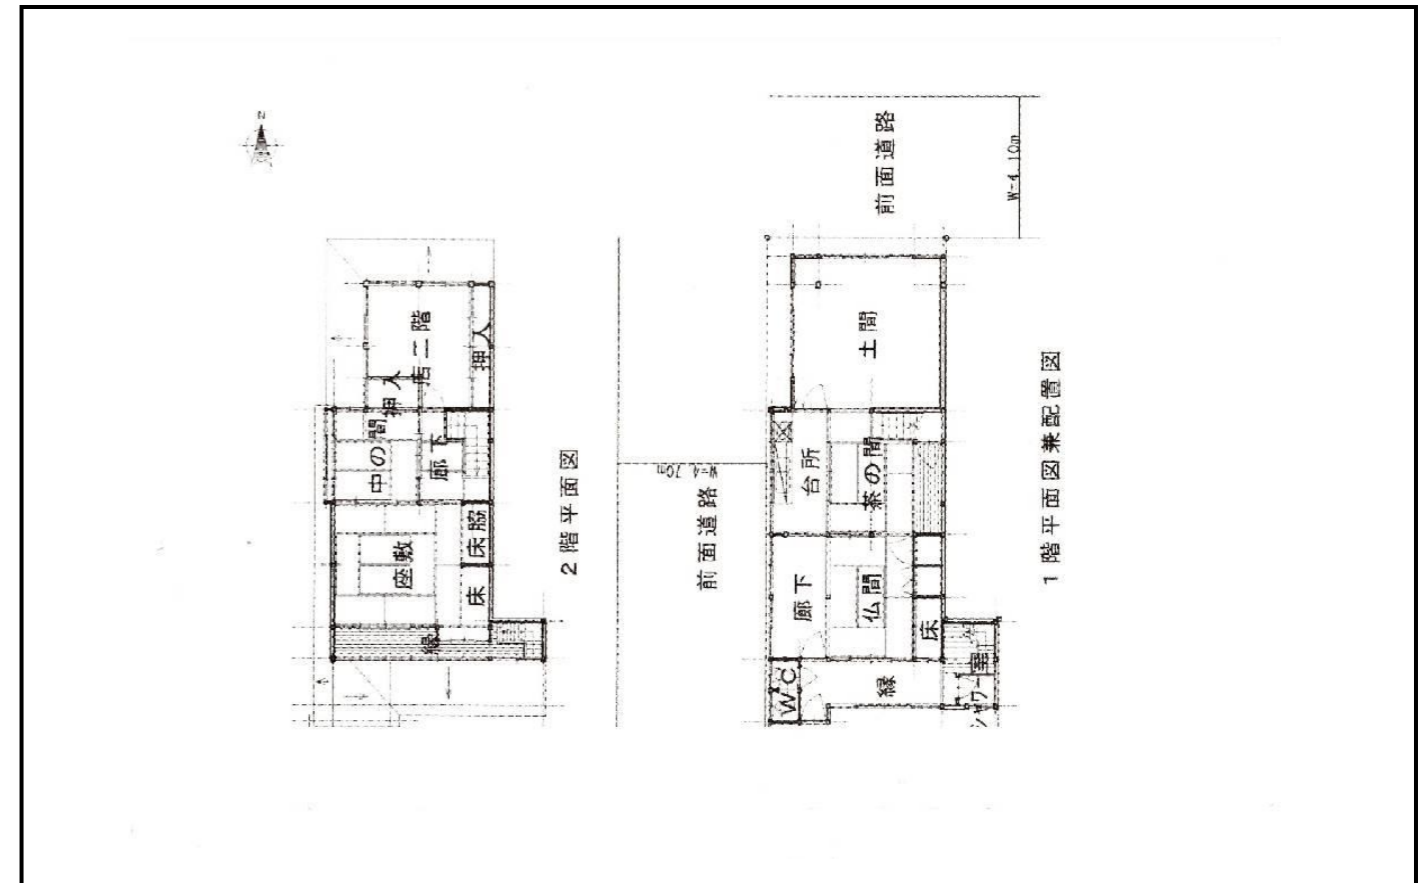 N
前面道路
W=4.10m
店二階
押入
押入
中の間
廊下
座敷
床脇
床
縁
2階平面図
W=4.70m
前面道路
土間
台所
茶の間
廊下
仏間
床
WC
縁
シャワー室
1階平面図兼配置図